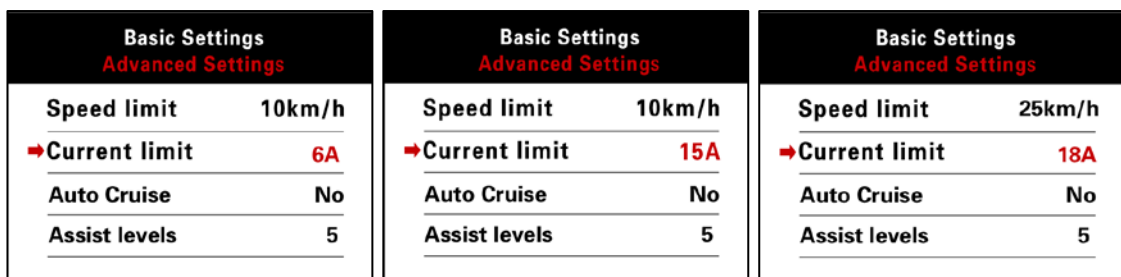 Basic Settings
Advanced Settings
Speed limit 10km/h
Current limit 6A
Auto Cruise No
Assist levels 5
Basic Settings
Advanced Settings
Speed limit 10km/h
Current limit 15A
Auto Cruise No
Assist levels 5
Basic Settings
Advanced Settings
Speed limit 25km/h
Current limit 18A
Auto Cruise No
Assist levels 5